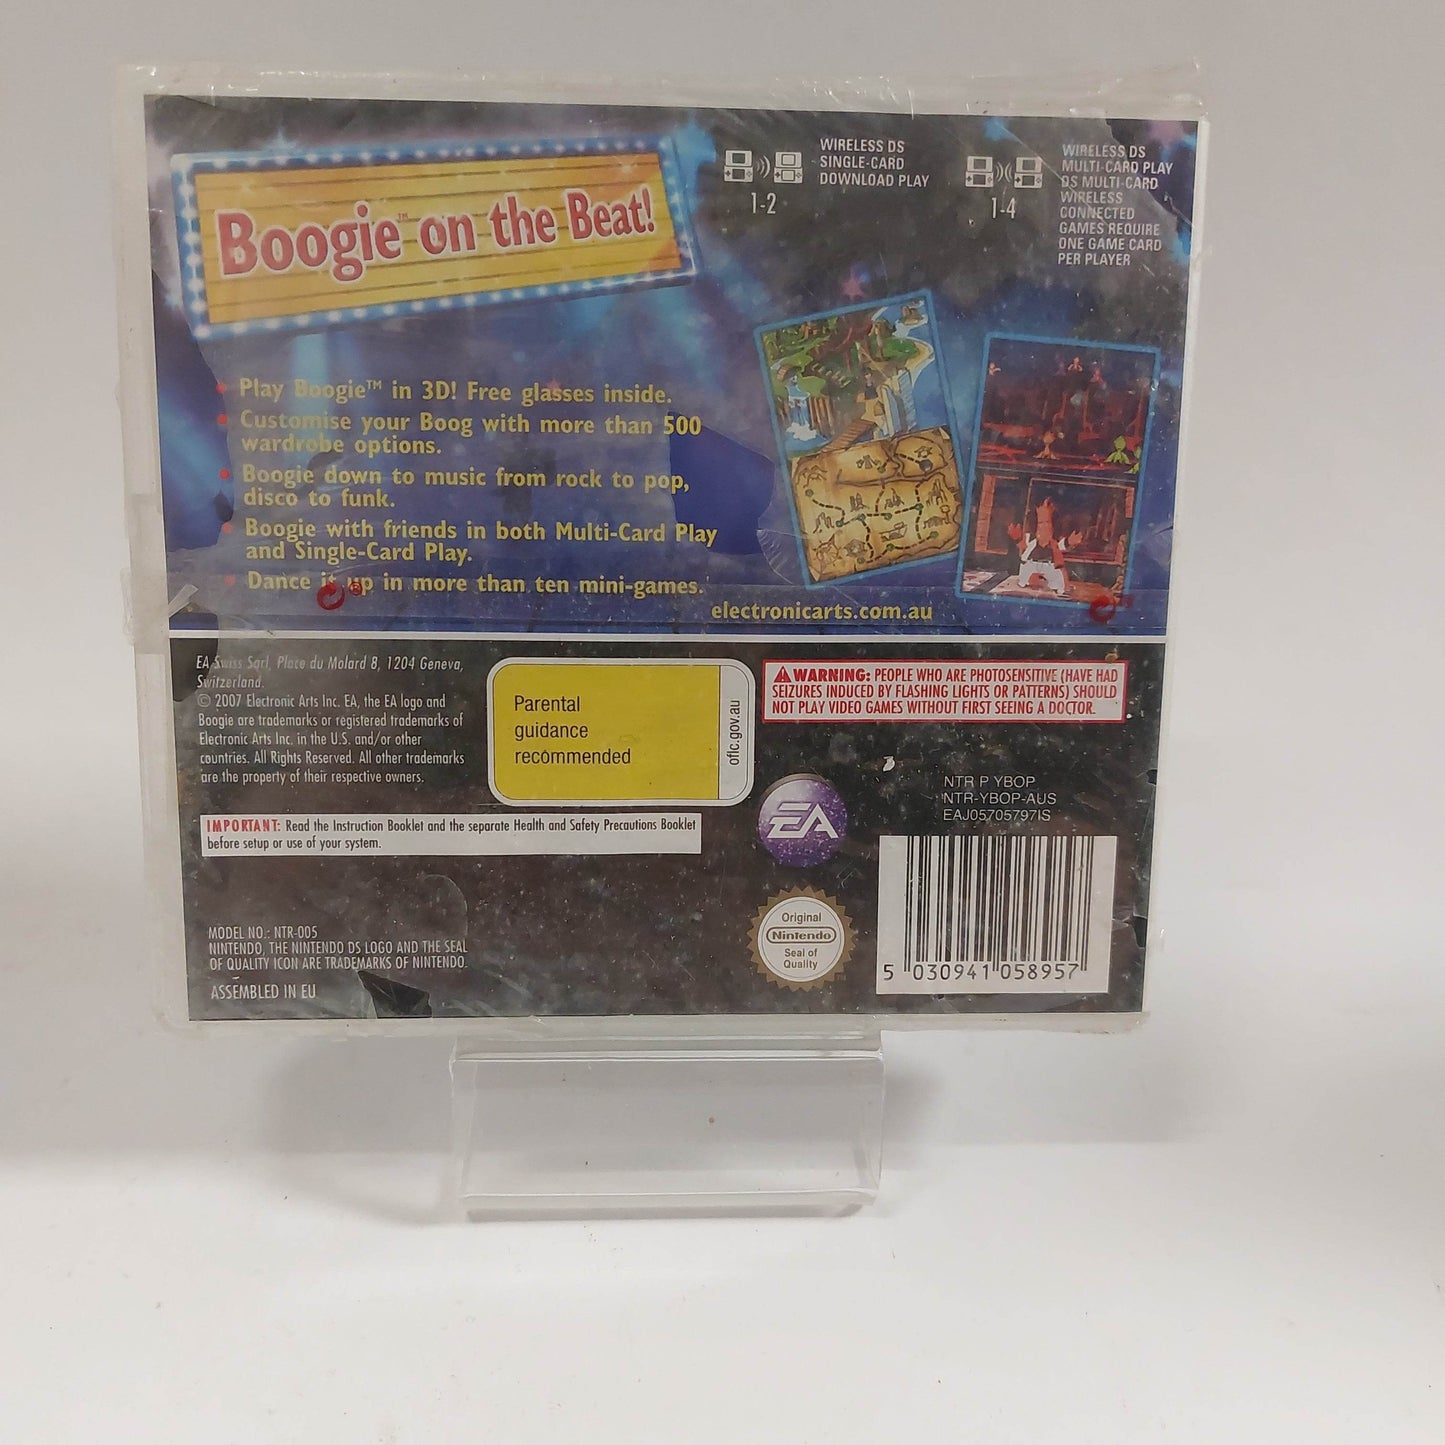 Boogie™ on the Beat!
WIRELESS DS
SINGLE-CARD
DOWNLOAD PLAY
1-2
WIRELESS DS
MULTI-CARD PLAY
DS MULTI-CARD
WIRELESS
CONNECTED
GAMES REQUIRE
ONE GAME CARD
PER PLAYER
1-4
• Play Boogie™ in 3D! Free glasses inside.
• Customise your Boog with more than 500
wardrobe options.
• Boogie down to music from rock to pop,
disco to funk.
• Boogie with friends in both Multi-Card Play
and Single-Card Play.
• Dance it up in more than ten mini-games.
electronicarts.com.au
EA Swiss Sarl, Place du Molard 8, 1204 Geneva,
Switzerland.
© 2007 Electronic Arts Inc. EA, the EA logo and
Boogie are trademarks or registered trademarks of
Electronic Arts Inc. in the U.S. and/or other
countries. All Rights Reserved. All other trademarks
are the property of their respective owners.
Parental
guidance
recommended
oflc.gov.au
WARNING: PEOPLE WHO ARE PHOTOSENSITIVE (HAVE HAD
SEIZURES INDUCED BY FLASHING LIGHTS OR PATTERNS) SHOULD
NOT PLAY VIDEO GAMES WITHOUT FIRST SEEING A DOCTOR.
IMPORTANT: Read the Instruction Booklet and the separate Health and Safety Precautions Booklet
before setup or use of your system.
EA
NTR P YBOP
NTR-YBOP-AUS
EAJ05705797IS
MODEL NO.: NTR-005
NINTENDO, THE NINTENDO DS LOGO AND THE SEAL
OF QUALITY ICON ARE TRADEMARKS OF NINTENDO.
ASSEMBLED IN EU
Original
Nintendo
Seal of
Quality
5 030941 058957